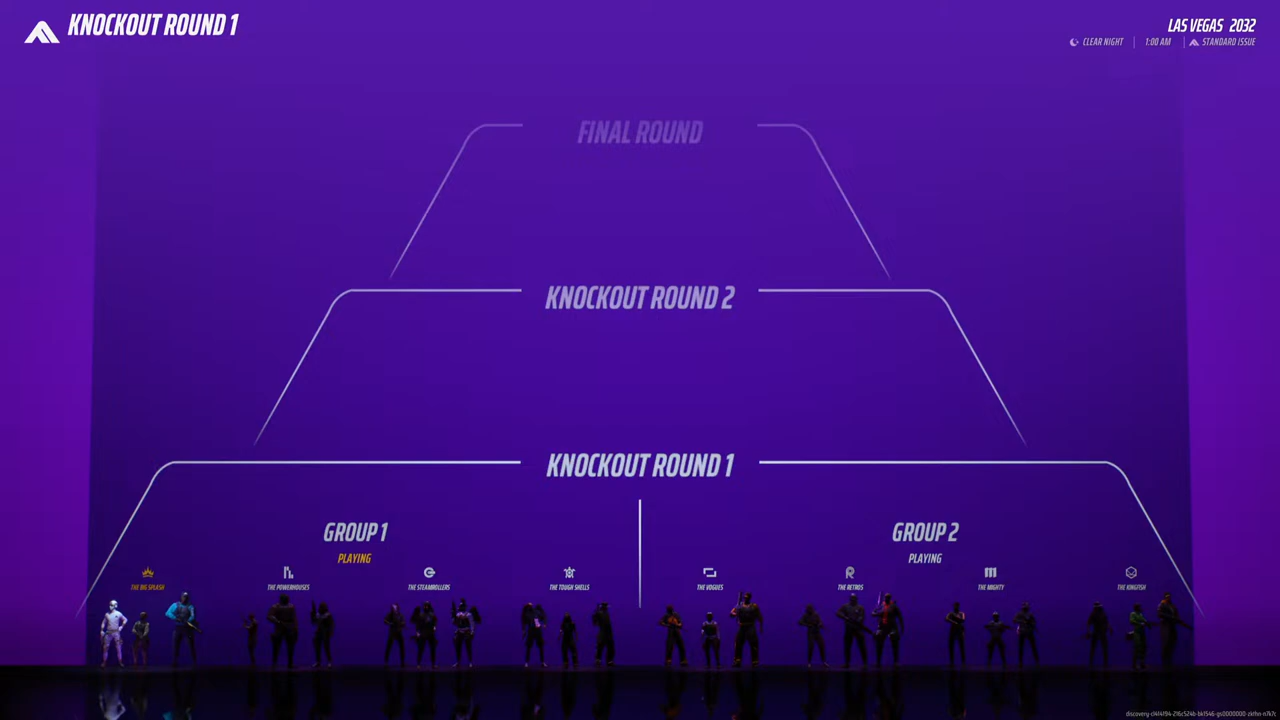 KNOCKOUT ROUND 1
LAS VEGAS 2032
CLEAR NIGHT
1:00 AM
STANDARD ISSUE
FINAL ROUND
KNOCKOUT ROUND 2
KNOCKOUT ROUND 1
GROUP 1
PLAYING
GROUP 2
PLAYING
THE BIG SPLASH
THE POWERHOUSES
THE STEAMROLLERS
THE TOUGH SHELLS
THE VOGUES
THE RETROS
THE MIGHTY
THE KINGFISH